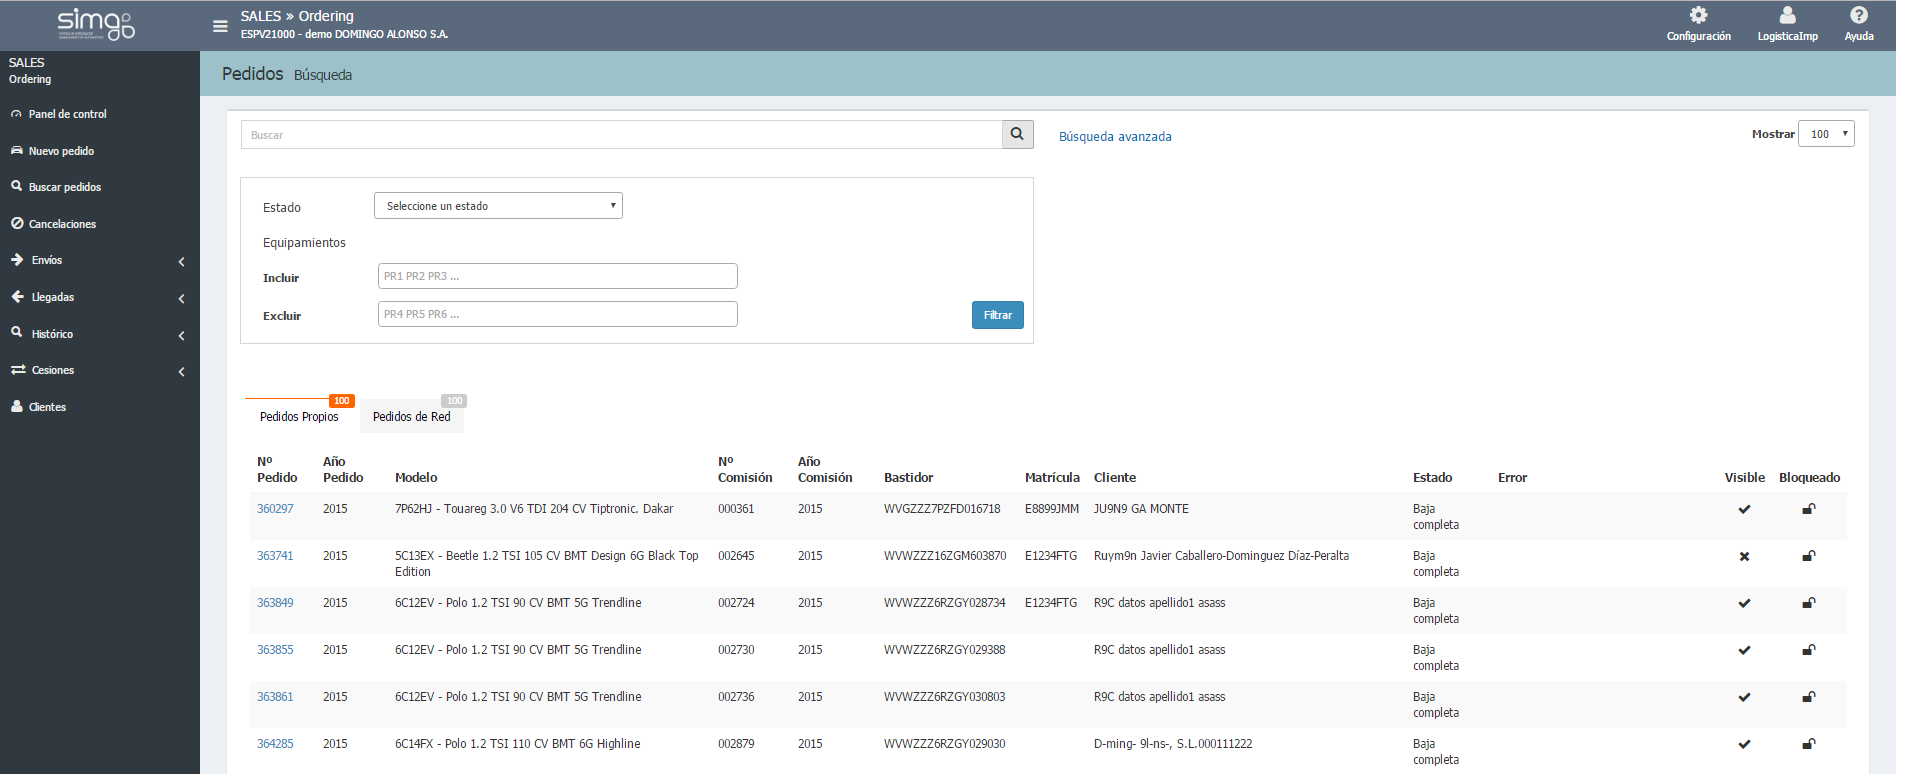 simgo
SALES » Ordering
ESPV21000 - demo DOMINGO ALONSO S.A.
Configuración
LogisticaImp
Ayuda
SALES
Ordering
Panel de control
Nuevo pedido
Buscar pedidos
Cancelaciones
Envíos
Llegadas
Histórico
Cesiones
Clientes
Pedidos Búsqueda
Buscar
Búsqueda avanzada
Mostrar 100
Estado Seleccione un estado
Equipamientos
Incluir PR1 PR2 PR3 ...
Excluir PR4 PR5 PR6 ...
Filtrar
Pedidos Propios 100
Pedidos de Red 100
Nº Pedido Año Pedido Modelo Nº Comisión Año Comisión Bastidor Matrícula Cliente Estado Error Visible Bloqueado
360297 2015 7P62HJ - Touareg 3.0 V6 TDI 204 CV Tiptronic. Dakar 000361 2015 WVGZZZ7PZFD016718 E8899JMM JU9N9 GA MONTE Baja completa
363741 2015 5C13EX - Beetle 1.2 TSI 105 CV BMT Design 6G Black Top Edition 002645 2015 WVWZZZ16ZGM603870 E1234FTG Ruym9n Javier Caballero-Dominguez Díaz-Peralta Baja completa
363849 2015 6C12EV - Polo 1.2 TSI 90 CV BMT 5G Trendline 002724 2015 WVWZZZ6RZGY028734 E1234FTG R9C datos apellido1 asass Baja completa
363855 2015 6C12EV - Polo 1.2 TSI 90 CV BMT 5G Trendline 002730 2015 WVWZZZ6RZGY029388 R9C datos apellido1 asass Baja completa
363861 2015 6C12EV - Polo 1.2 TSI 90 CV BMT 5G Trendline 002736 2015 WVWZZZ6RZGY030803 R9C datos apellido1 asass Baja completa
364285 2015 6C14FX - Polo 1.2 TSI 110 CV BMT 6G Highline 002879 2015 WVWZZZ6RZGY029030 D-ming- 9l-ns-, S.L.000111222 Baja completa